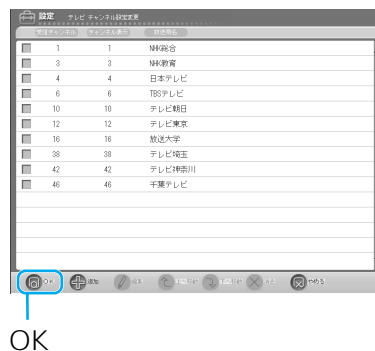 設定 テレビ チャンネル設定変更
受信チャンネル チャンネル表示 放送局名
1 1 NHK総合
3 3 NHK教育
4 4 日本テレビ
6 6 TBSテレビ
10 10 テレビ朝日
12 12 テレビ東京
16 16 放送大学
38 38 テレビ埼玉
42 42 テレビ神奈川
46 46 千葉テレビ
OK 追加 やめる
OK